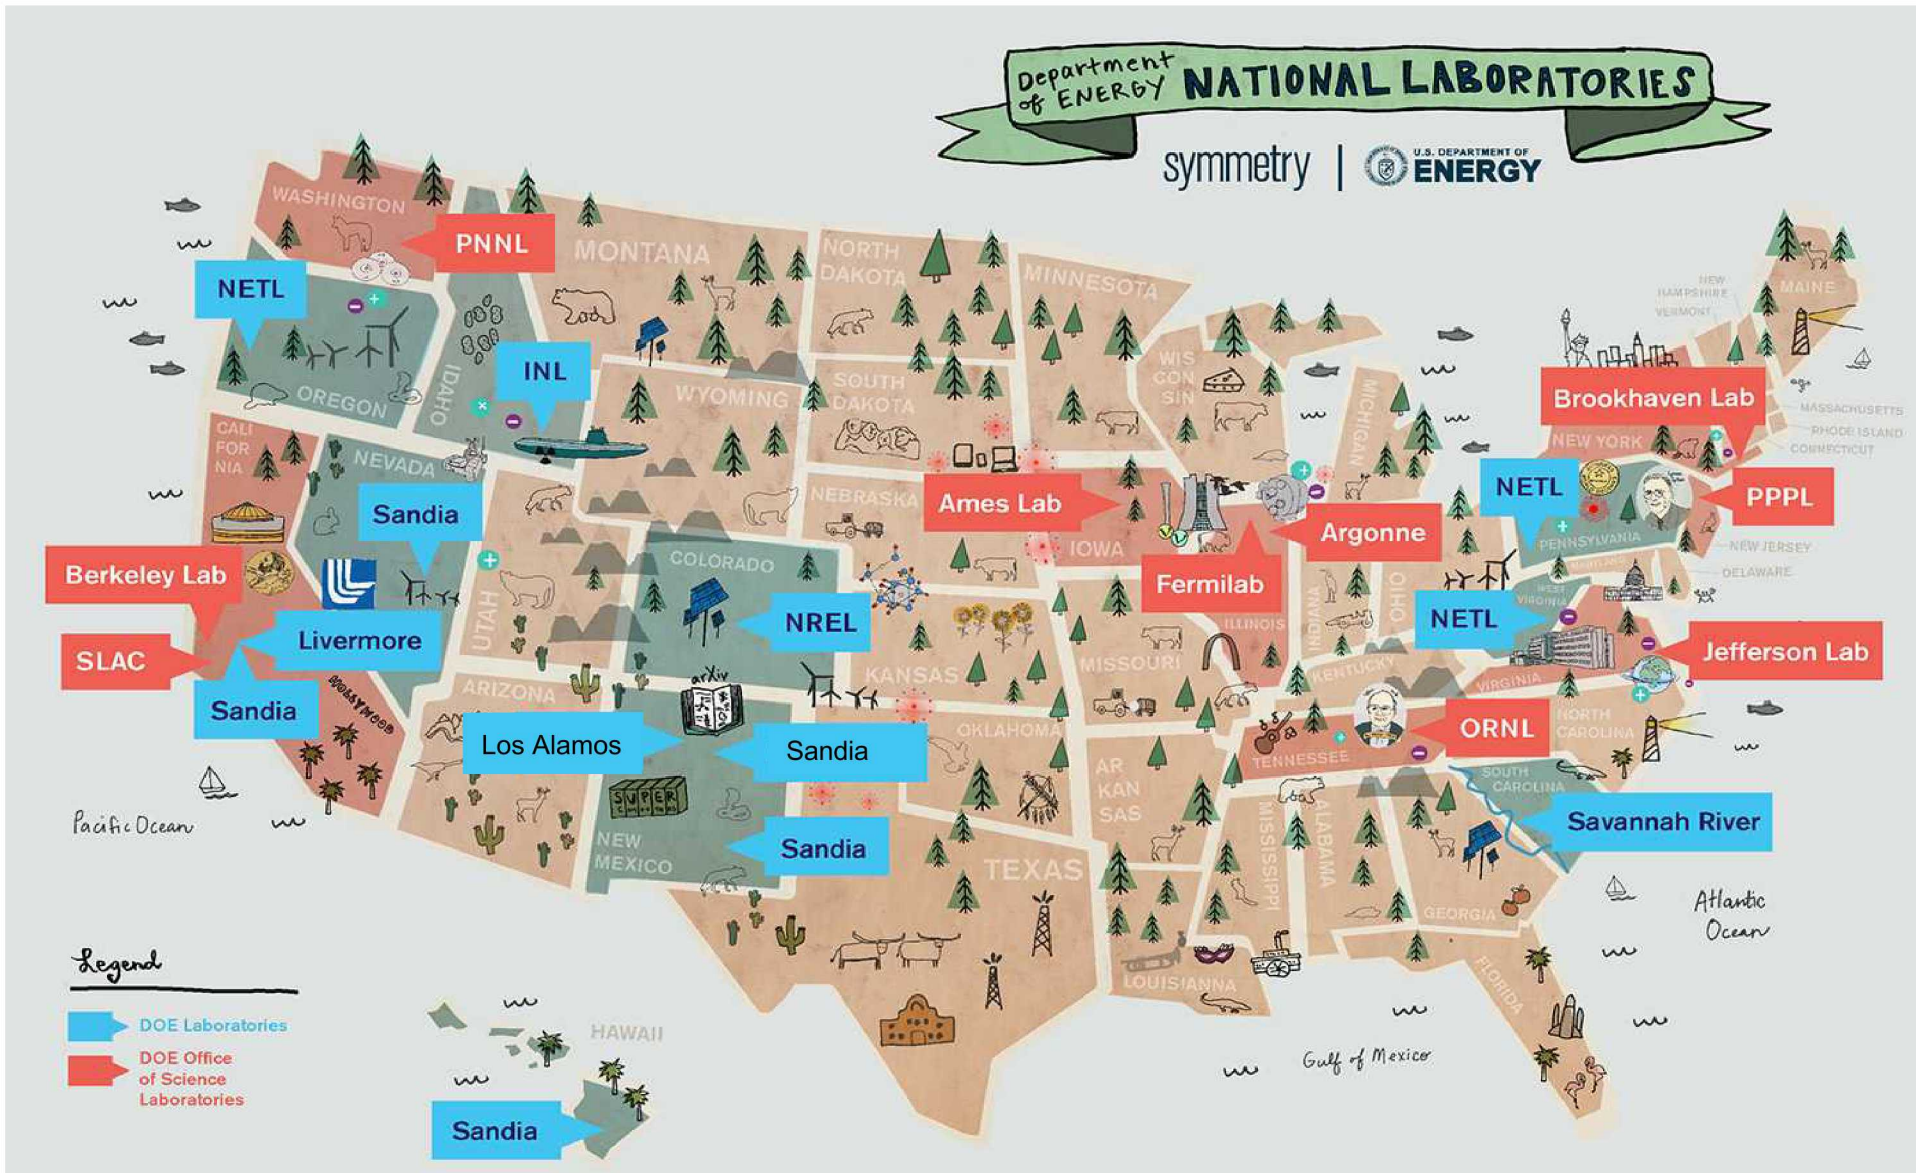 Department
of ENERGY NATIONAL LABORATORIES
symmetry
U.S. DEPARTMENT OF
ENERGY
WASHINGTON
PNNL
MONTANA
NORTH
DAKOTA
MINNESOTA
NEW
HAMPSHIRE
VERMONT
MAINE
NETL
OREGON
IDAHO
INL
WYOMING
SOUTH
DAKOTA
WIS
CON
SIN
MICHIGAN
Brookhaven Lab
NEW YORK
MASSACHUSETTS
RHODE ISLAND
CONNECTICUT
CALI
FOR
NIA
NEVADA
Sandia
NEBRASKA
Ames Lab
IOWA
Argonne
Fermilab
ILLINOIS
INDIANA
OHIO
NETL
PENNSYLVANIA
PPPL
NEW JERSEY
MARYLAND
DELAWARE
Berkeley Lab
SLAC
Livermore
Sandia
HOLLYWOOD
UTAH
COLORADO
NREL
KANSAS
MISSOURI
KENTUCKY
NETL
WEST
VIRGINIA
VIRGINIA
Jefferson Lab
ARIZONA
arXiv
Los Alamos
Sandia
OKLAHOMA
TENNESSEE
ORNL
NORTH
CAROLINA
SOUTH
CAROLINA
Savannah River
SUPER
NEW
MEXICO
Sandia
TEXAS
AR
KAN
SAS
MISSISSIPPI
ALABAMA
GEORGIA
LOUISIANNA
FLORIDA
Pacific Ocean
Atlantic
Ocean
Gulf of Mexico
Legend
DOE Laboratories
DOE Office
of Science
Laboratories
HAWAII
Sandia